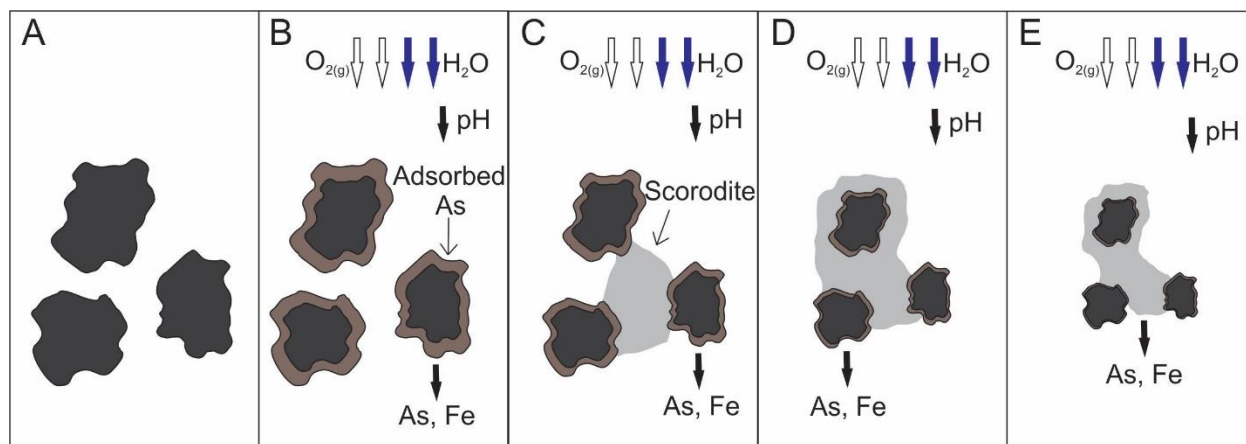 A
B
O2(g)
H2O
pH
Adsorbed
As
As, Fe
C
O2(g)
H2O
pH
Scorodite
As, Fe
D
O2(g)
H2O
pH
As, Fe
E
O2(g)
H2O
pH
As, Fe